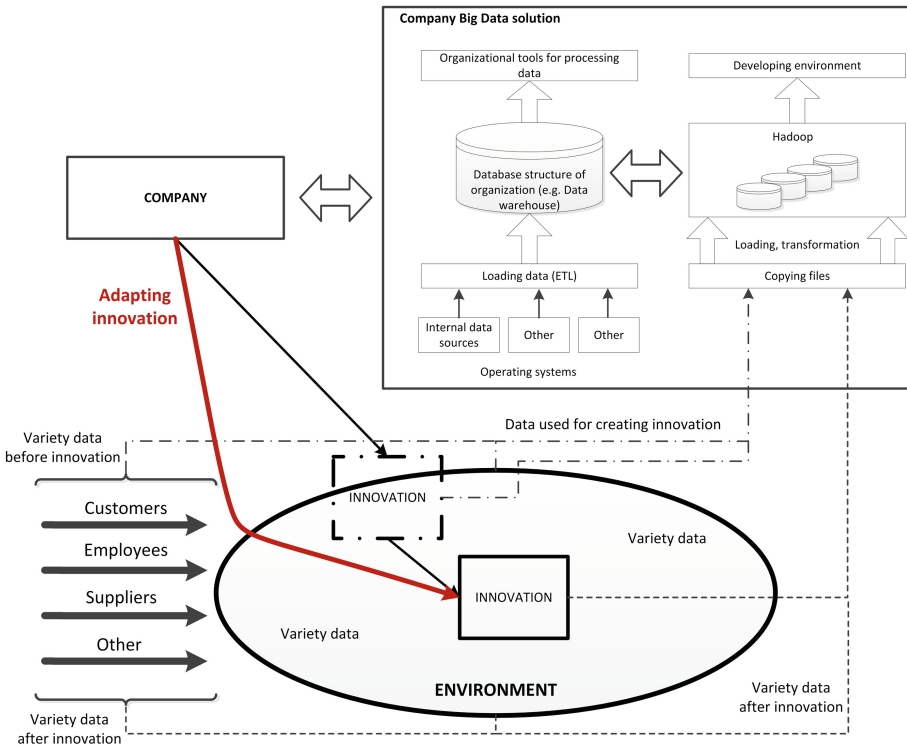 Company Big Data solution
Organizational tools for processing
data
Developing environment
Hadoop
Database structure of
organization (e.g. Data
warehouse)
COMPANY
Loading, transformation
Loading data (ETL)
Copying files
Adapting
innovation
Internal data
sources
Other
Other
Operating systems
Variety data
before innovation
Data used for creating innovation
INNOVATION
Customers
Variety data
Employees
Suppliers
INNOVATION
Variety data
Other
ENVIRONMENT
Variety data
after innovation
Variety data
after innovation